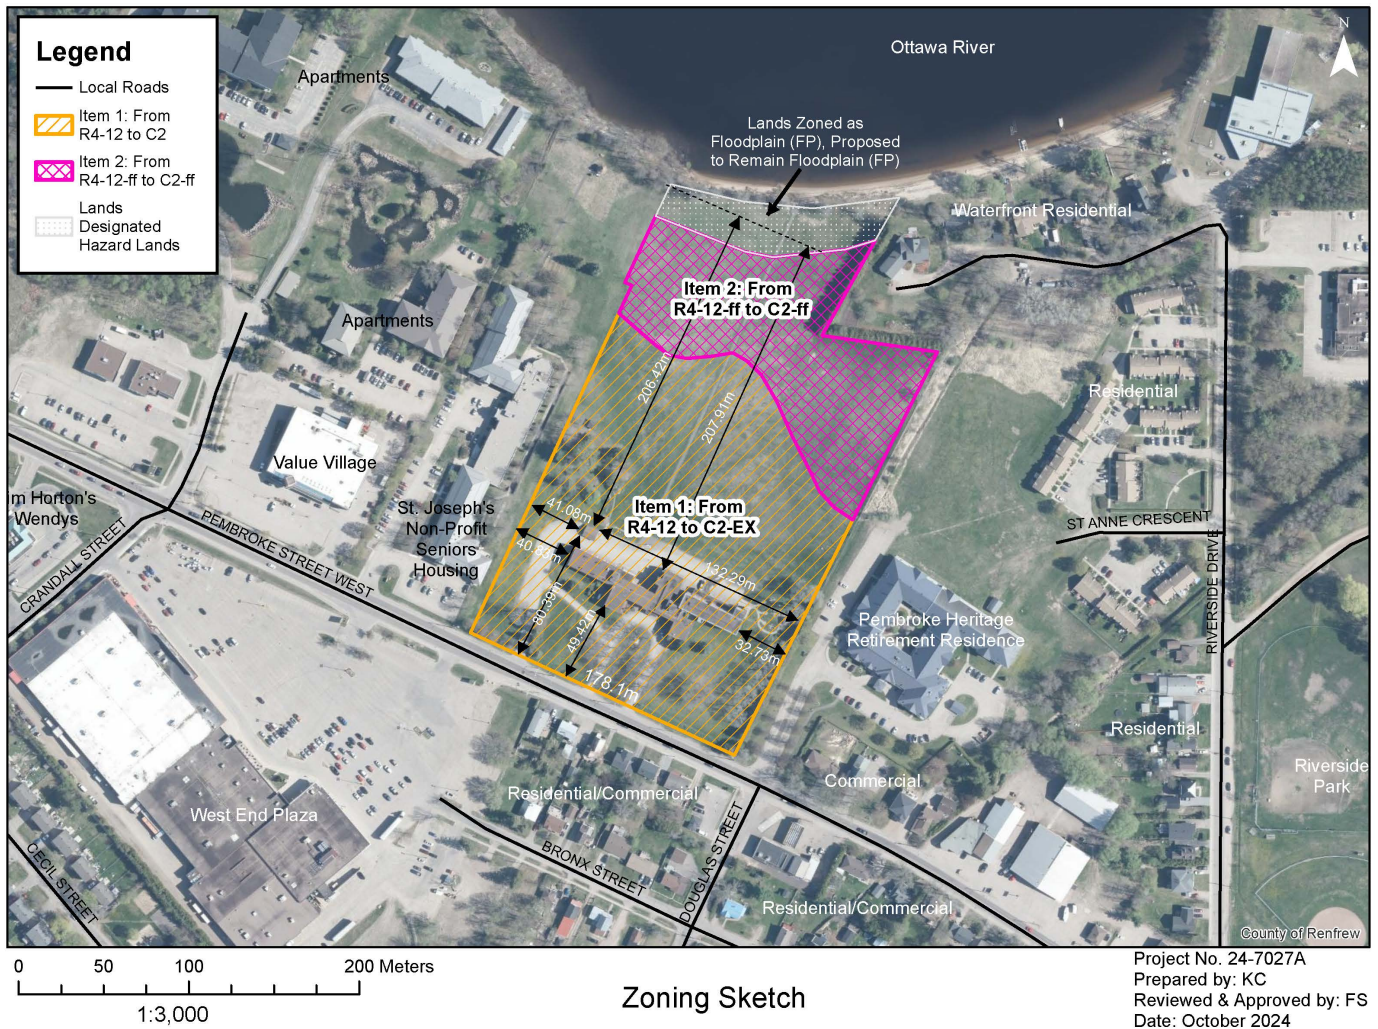 Legend
Local Roads
Item 1: From
R4-12 to C2
Item 2: From
R4-12-ff to C2-ff
Lands
Designated
Hazard Lands
Apartments
Ottawa River
N
Lands Zoned as
Floodplain (FP), Proposed
to Remain Floodplain (FP)
Waterfront Residential
Item 2: From
R4-12-ff to C2-ff
Apartments
206.42m
207.91m
Residential
Value Village
im Horton's
Wendys
St. Joseph's
Non-Profit
Seniors
Housing
Item 1: From
R4-12 to C2-EX
41.08m
40.83m
132.29m
80.39m
49.42m
32.73m
178.1m
CRANDALL STREET
PEMBROKE STREET WEST
ST ANNE CRESCENT
RIVERSIDE DRIVE
Pembroke Heritage
Retirement Residence
Residential
Riverside
Park
Commercial
Residential/Commercial
West End Plaza
CECIL STREET
BRONX STREET
DOUGLAS STREET
Residential/Commercial
County of Renfrew
0 50 100 200 Meters
1:3,000
Zoning Sketch
Project No. 24-7027A
Prepared by: KC
Reviewed & Approved by: FS
Date: October 2024